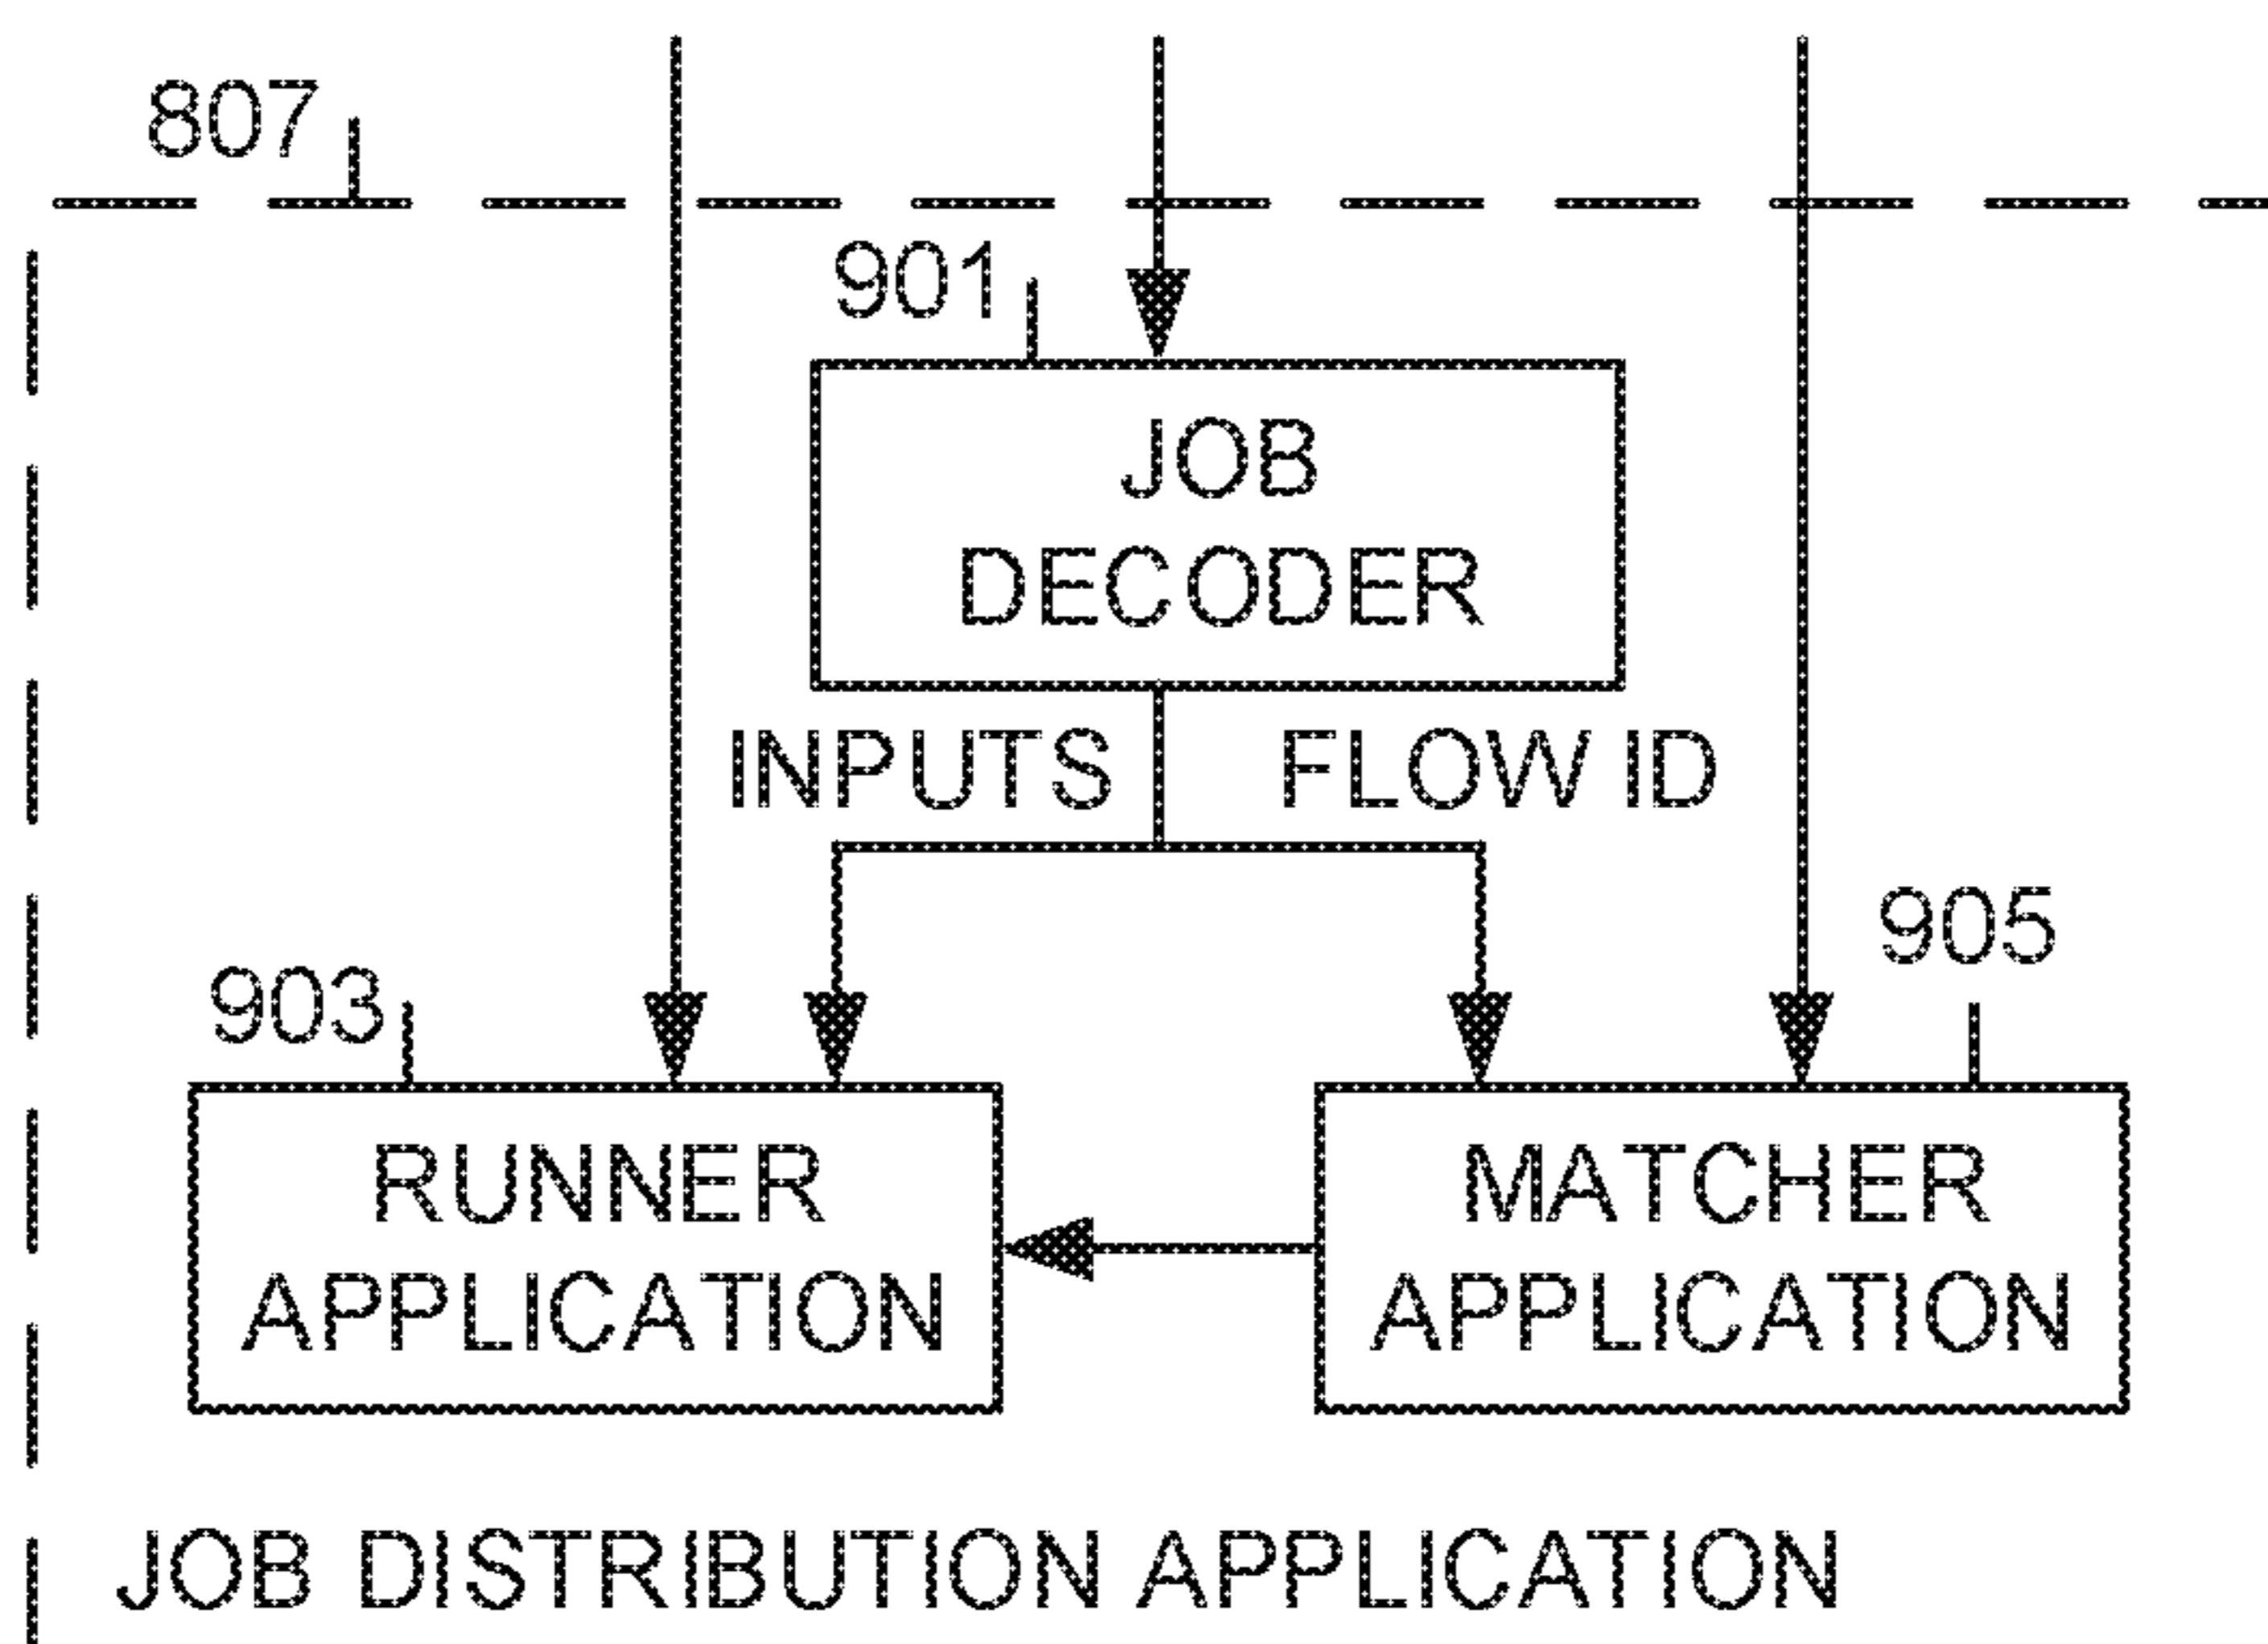 807
901
JOB
DECODER
INPUTS
FLOW ID
905
903
RUNNER
APPLICATION
MATCHER
APPLICATION
JOB DISTRIBUTION APPLICATION